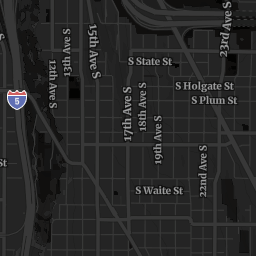 23rd Ave S
15th Ave S
13th Ave S
12th Ave S
S State St
S Holgate St
S Plum St
17th Ave S
18th Ave S
19th Ave S
5
22nd Ave S
St
S Waite St